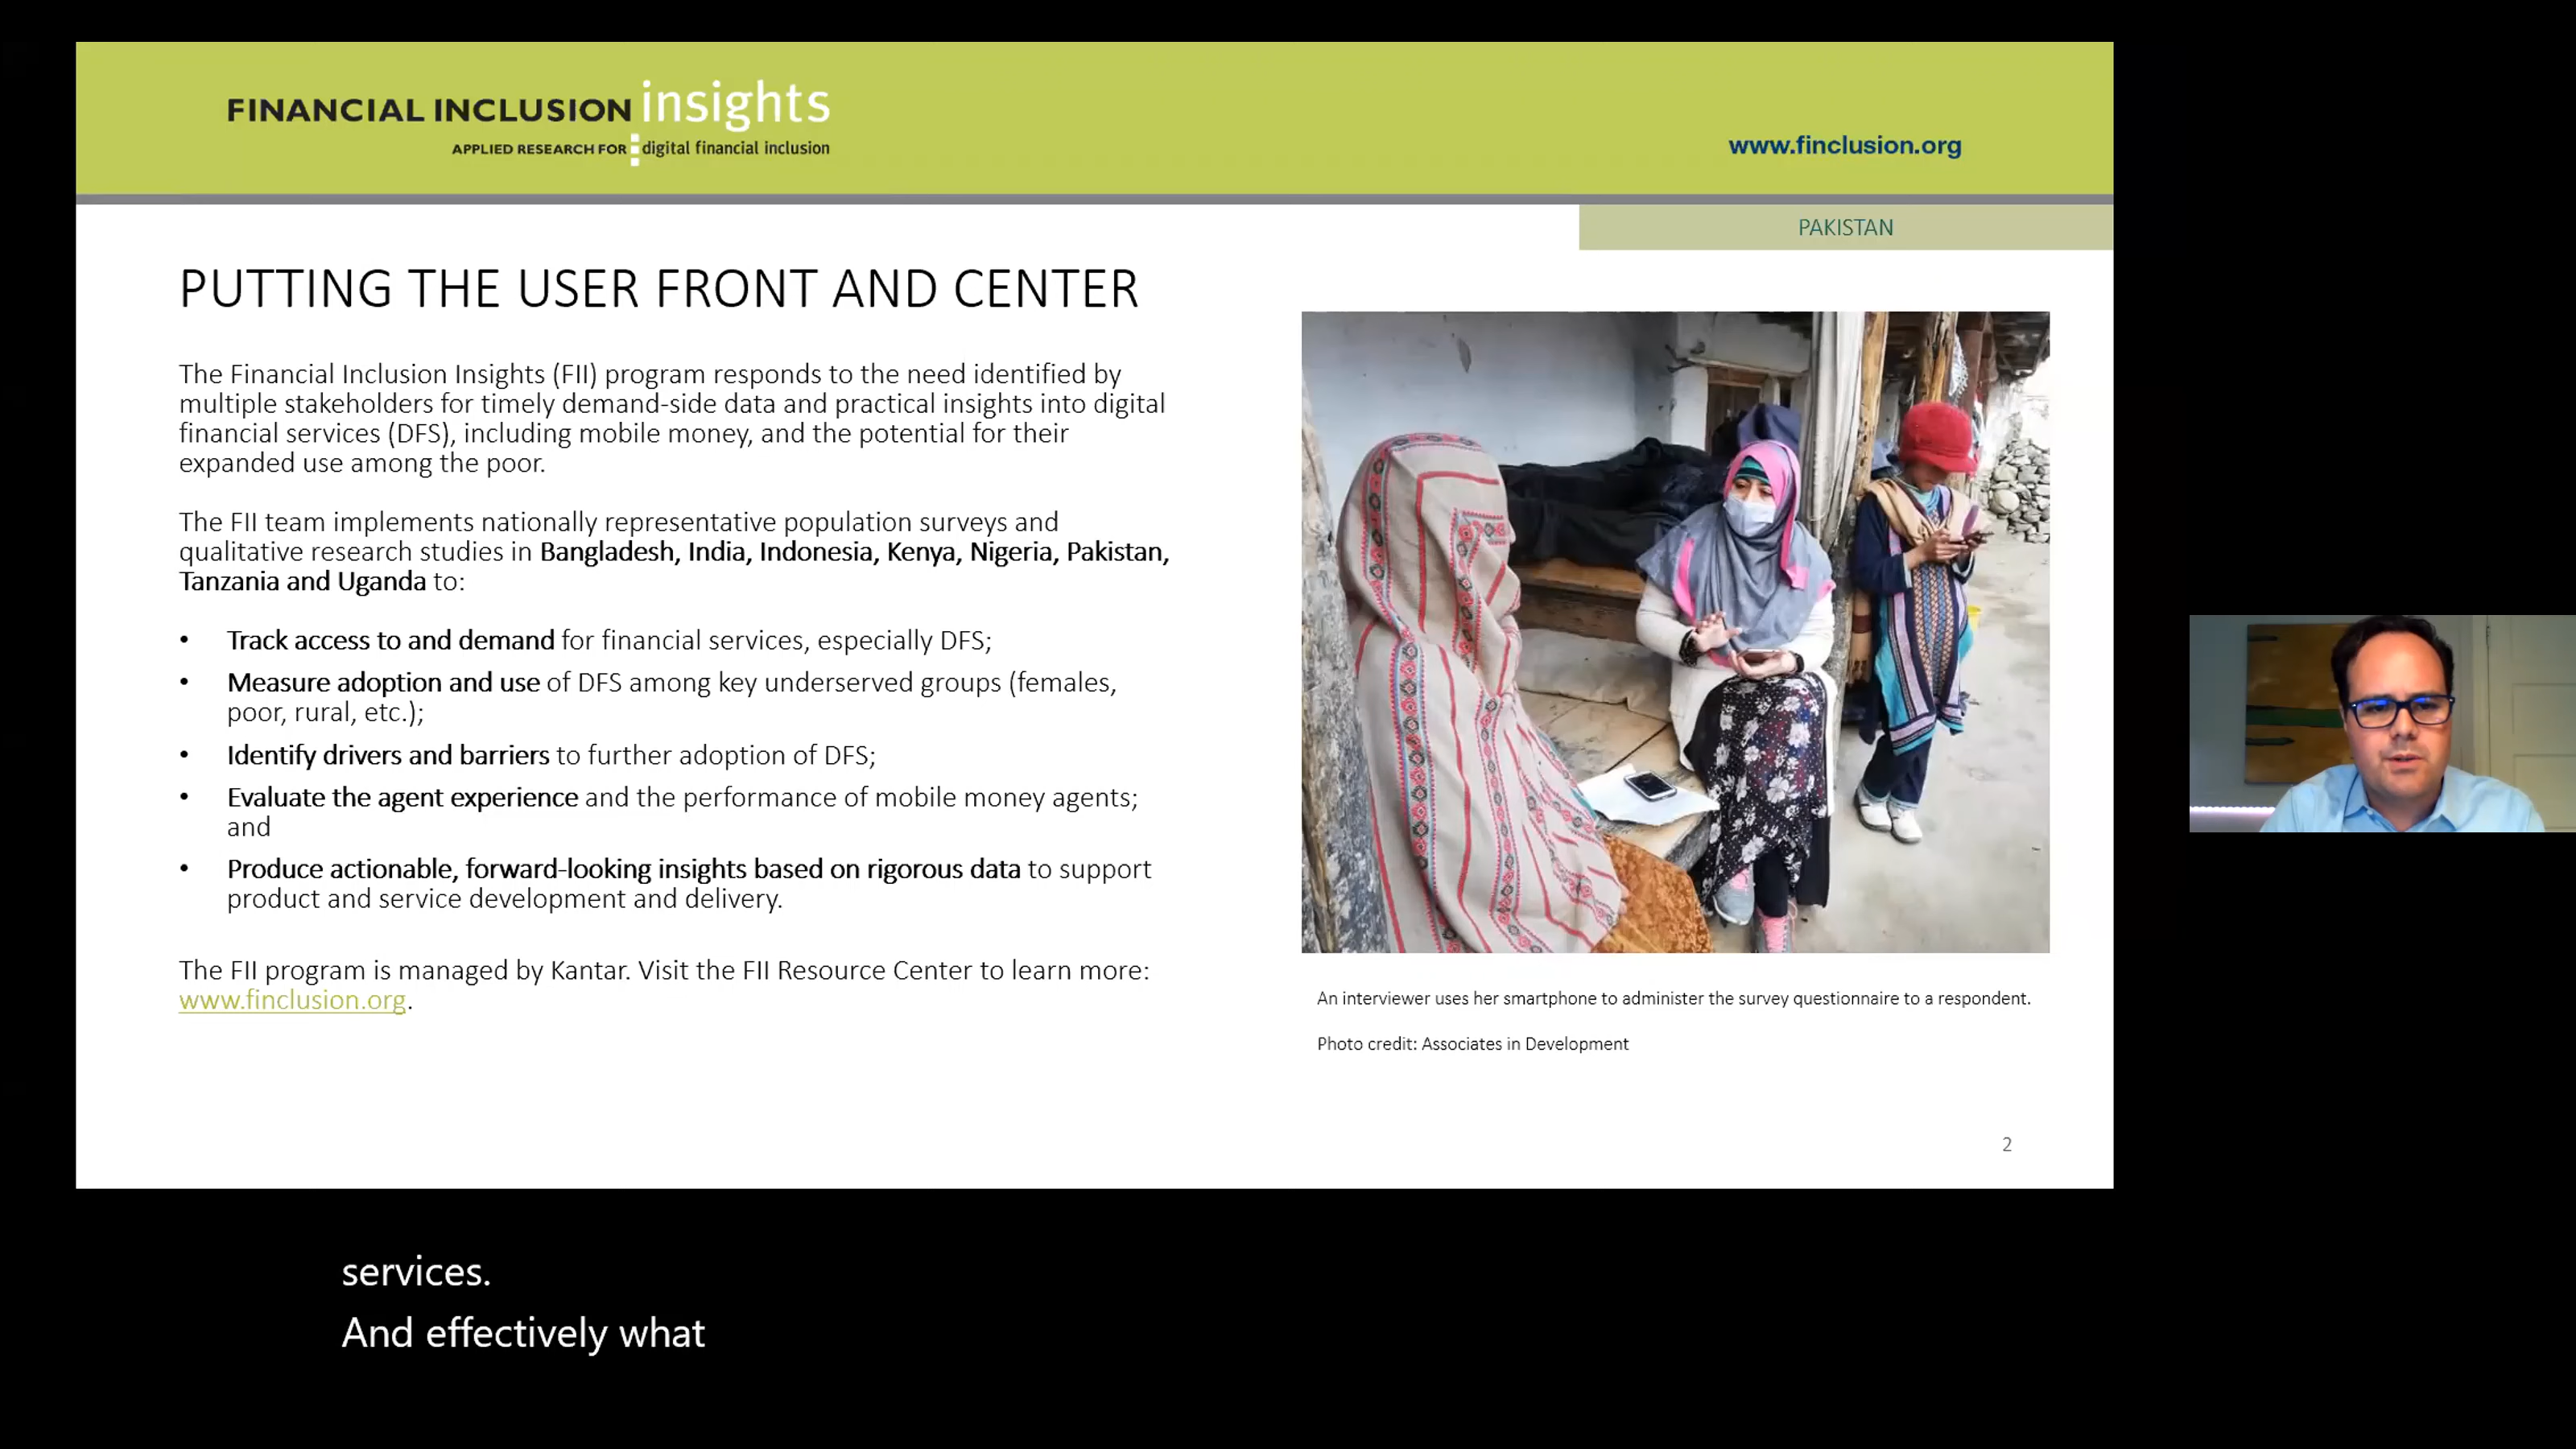 FINANCIAL INCLUSION insights
APPLIED RESEARCH FOR digital financial inclusion
www.finclusion.org
PAKISTAN
PUTTING THE USER FRONT AND CENTER
The Financial Inclusion Insights (FII) program responds to the need identified by
multiple stakeholders for timely demand-side data and practical insights into digital
financial services (DFS), including mobile money, and the potential for their
expanded use among the poor.
The FII team implements nationally representative population surveys and
qualitative research studies in Bangladesh, India, Indonesia, Kenya, Nigeria, Pakistan,
Tanzania and Uganda to:
• Track access to and demand for financial services, especially DFS;
• Measure adoption and use of DFS among key underserved groups (females,
poor, rural, etc.);
• Identify drivers and barriers to further adoption of DFS;
• Evaluate the agent experience and the performance of mobile money agents;
and
• Produce actionable, forward-looking insights based on rigorous data to support
product and service development and delivery.
The FII program is managed by Kantar. Visit the FII Resource Center to learn more:
www.finclusion.org.
An interviewer uses her smartphone to administer the survey questionnaire to a respondent.
Photo credit: Associates in Development
2
services.
And effectively what